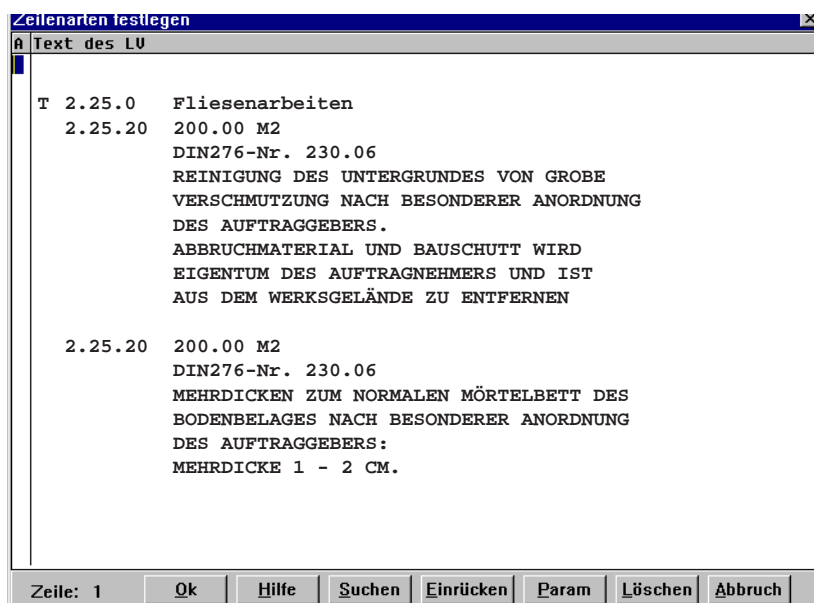 Zeilenarten festlegen
A Text des LV
T 2.25.0 Fliesenarbeiten
2.25.20 200.00 M2
DIN276-Nr. 230.06
REINIGUNG DES UNTERGRUNDES VON GROBE
VERSCHMUTZUNG NACH BESONDERER ANORDNUNG
DES AUFTRAGGEBERS.
ABBRUCHMATERIAL UND BAUSCHUTT WIRD
EIGENTUM DES AUFTRAGNEHMERS UND IST
AUS DEM WERKSGELÄNDE ZU ENTFERNEN
2.25.20 200.00 M2
DIN276-Nr. 230.06
MEHRDICKEN ZUM NORMALEN MÖRTELBETT DES
BODENBELAGES NACH BESONDERER ANORDNUNG
DES AUFTRAGGEBERS:
MEHRDICKE 1 - 2 CM.
Zeile: 1 Ok Hilfe Suchen Einrücken Param Löschen Abbruch